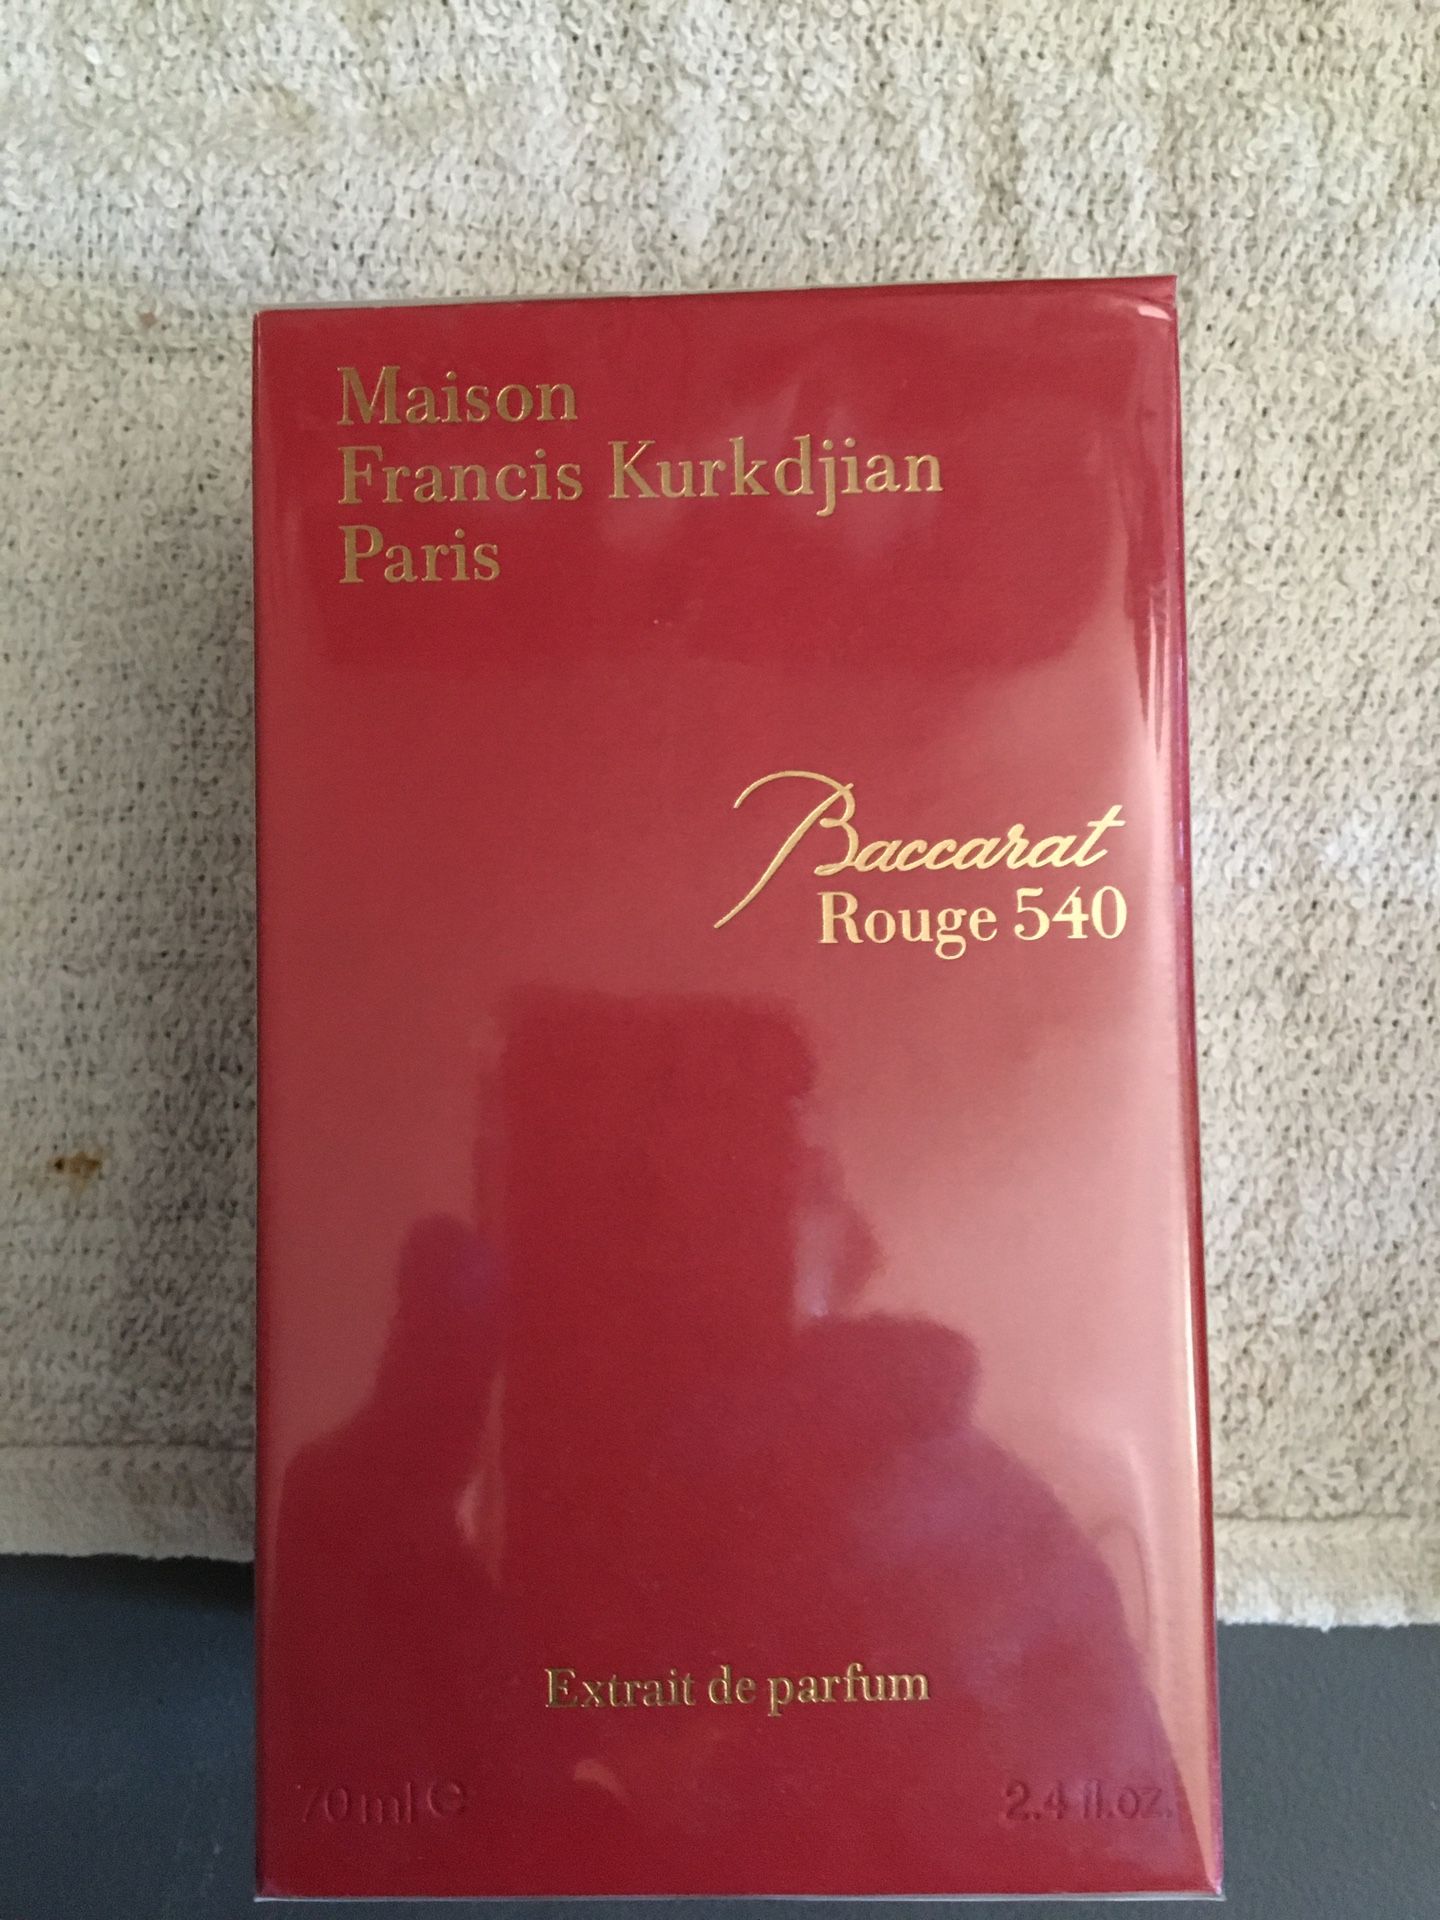 Maison
Francis Kurkdjian
Paris
Baccarat
Rouge 540
Extrait de parfum
70 ml ℮ 2.4 fl.oz.